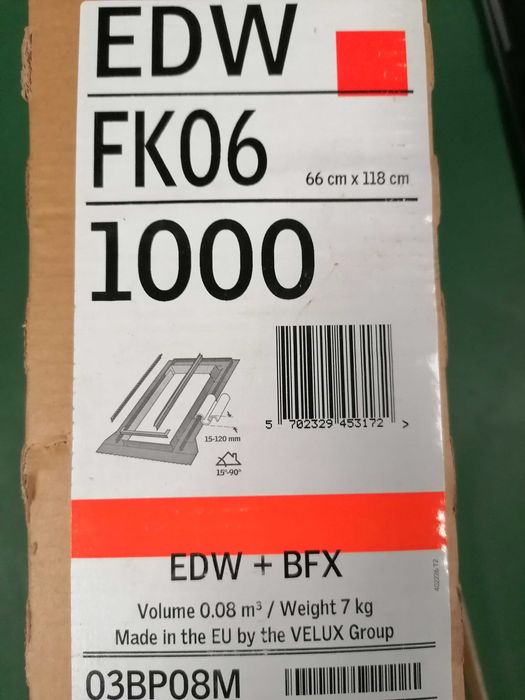 EDW
FK06
66 cm x 118 cm
1000
15-120 mm
15°-90°
5 702329 453172 >
EDW + BFX
Volume 0.08 m³ / Weight 7 kg
Made in the EU by the VELUX Group
03BP08M